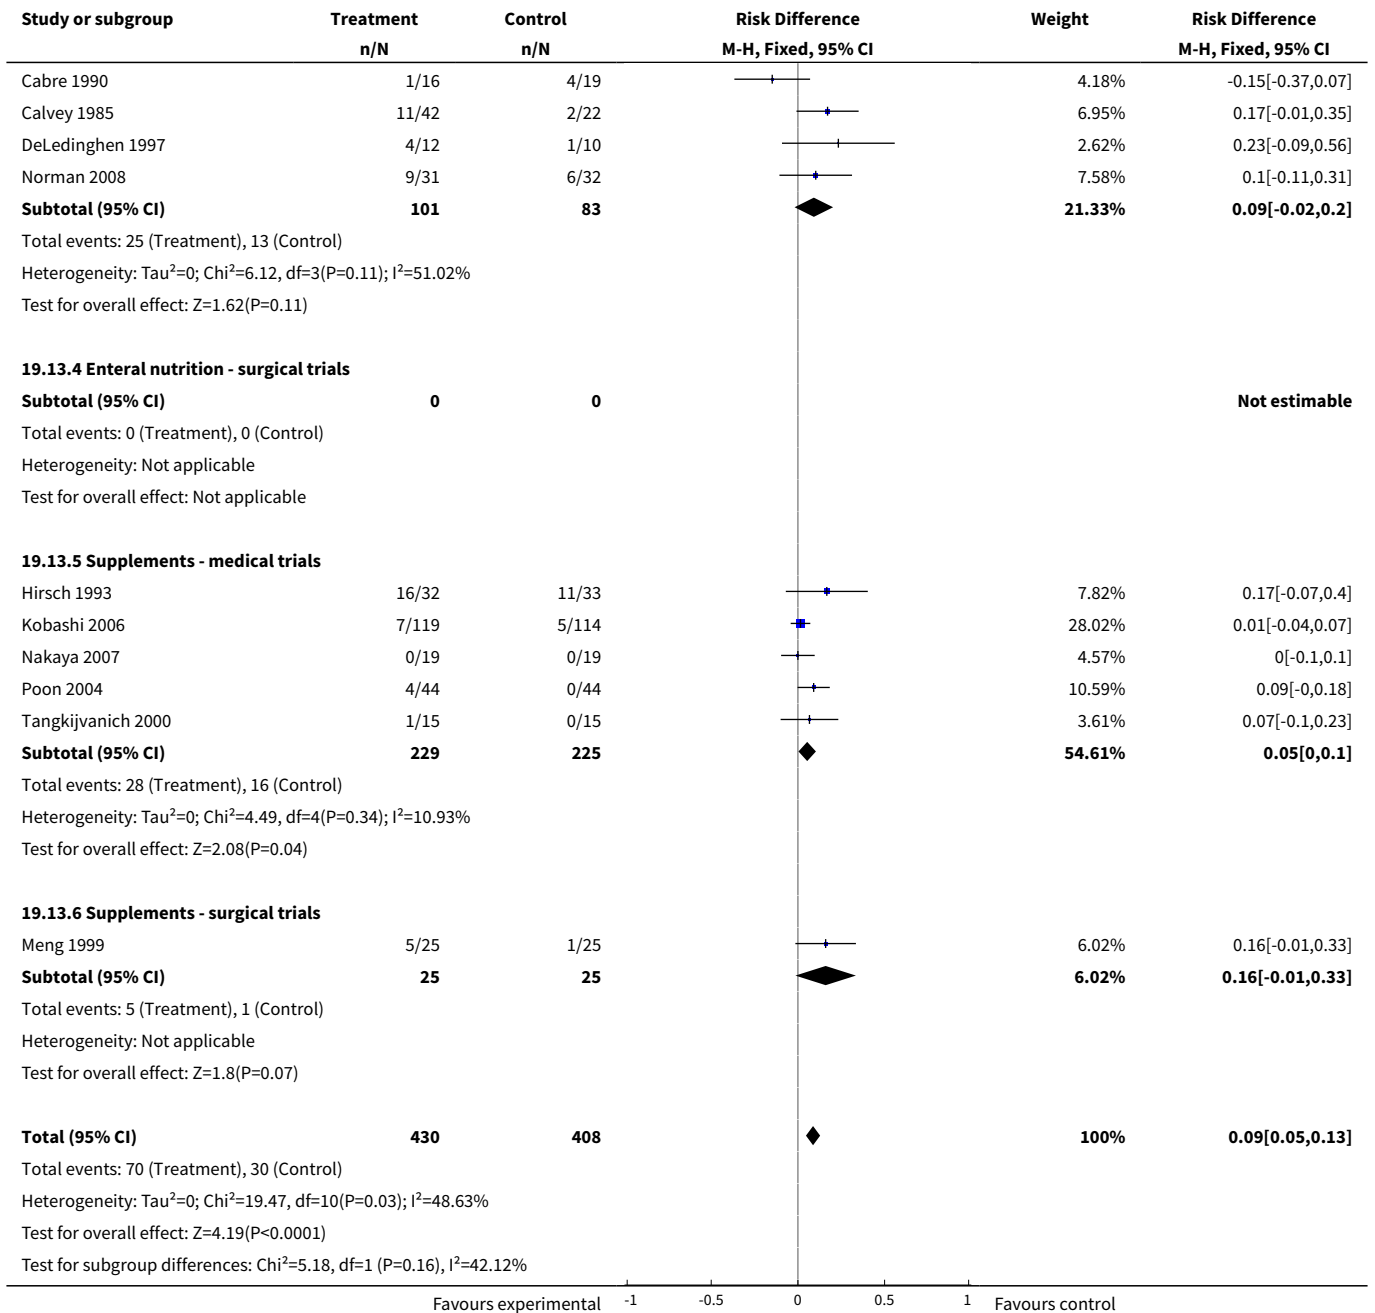 Study or subgroup Treatment Control Risk Difference Weight Risk Difference
n/N n/N M-H, Fixed, 95% CI M-H, Fixed, 95% CI
Cabre 1990 1/16 4/19 4.18% -0.15[-0.37,0.07]
Calvey 1985 11/42 2/22 6.95% 0.17[-0.01,0.35]
DeLedinghen 1997 4/12 1/10 2.62% 0.23[-0.09,0.56]
Norman 2008 9/31 6/32 7.58% 0.1[-0.11,0.31]
Subtotal (95% CI) 101 83 21.33% 0.09[-0.02,0.2]
Total events: 25 (Treatment), 13 (Control)
Heterogeneity: Tau²=0; Chi²=6.12, df=3(P=0.11); I²=51.02%
Test for overall effect: Z=1.62(P=0.11)
19.13.4 Enteral nutrition - surgical trials
Subtotal (95% CI) 0 0 Not estimable
Total events: 0 (Treatment), 0 (Control)
Heterogeneity: Not applicable
Test for overall effect: Not applicable
19.13.5 Supplements - medical trials
Hirsch 1993 16/32 11/33 7.82% 0.17[-0.07,0.4]
Kobashi 2006 7/119 5/114 28.02% 0.01[-0.04,0.07]
Nakaya 2007 0/19 0/19 4.57% 0[-0.1,0.1]
Poon 2004 4/44 0/44 10.59% 0.09[-0,0.18]
Tangkijvanich 2000 1/15 0/15 3.61% 0.07[-0.1,0.23]
Subtotal (95% CI) 229 225 54.61% 0.05[0,0.1]
Total events: 28 (Treatment), 16 (Control)
Heterogeneity: Tau²=0; Chi²=4.49, df=4(P=0.34); I²=10.93%
Test for overall effect: Z=2.08(P=0.04)
19.13.6 Supplements - surgical trials
Meng 1999 5/25 1/25 6.02% 0.16[-0.01,0.33]
Subtotal (95% CI) 25 25 6.02% 0.16[-0.01,0.33]
Total events: 5 (Treatment), 1 (Control)
Heterogeneity: Not applicable
Test for overall effect: Z=1.8(P=0.07)
Total (95% CI) 430 408 100% 0.09[0.05,0.13]
Total events: 70 (Treatment), 30 (Control)
Heterogeneity: Tau²=0; Chi²=19.47, df=10(P=0.03); I²=48.63%
Test for overall effect: Z=4.19(P<0.0001)
Test for subgroup differences: Chi²=5.18, df=1 (P=0.16), I²=42.12%
Favours experimental -1 -0.5 0 0.5 1 Favours control